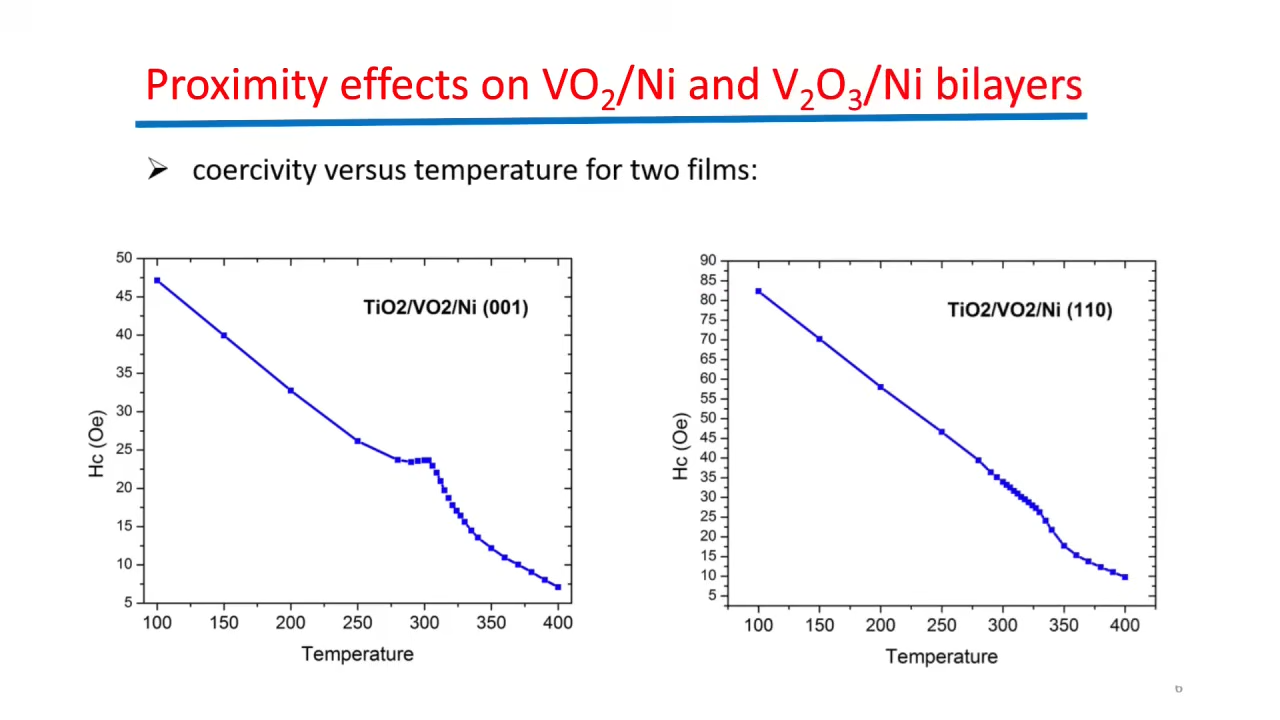 Proximity effects on VO₂/Ni and V₂O₃/Ni bilayers
➢ coercivity versus temperature for two films:
50
45
40
35
30
25
20
15
10
5
Hc (Oe)
TiO2/VO2/Ni (001)
100 150 200 250 300 350 400
Temperature
90
85
80
75
70
65
60
55
50
45
40
35
30
25
20
15
10
5
Hc (Oe)
TiO2/VO2/Ni (110)
100 150 200 250 300 350 400
Temperature
6